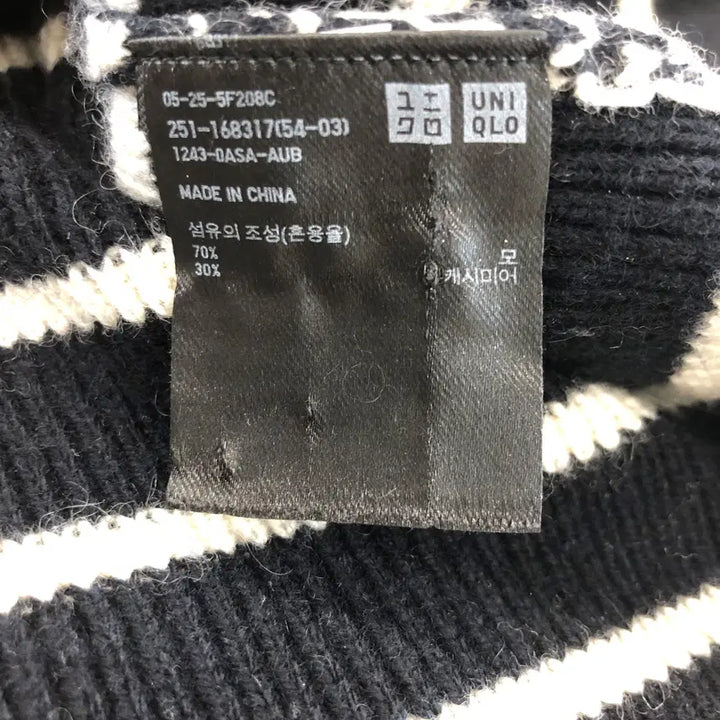 05-25-5F208C
251-168317(54-03)
1243-0ASA-AUB
MADE IN CHINA
섬유의 조성(혼용율)
70% 모
30% 캐시미어
ユニ
クロ
UNI
QLO